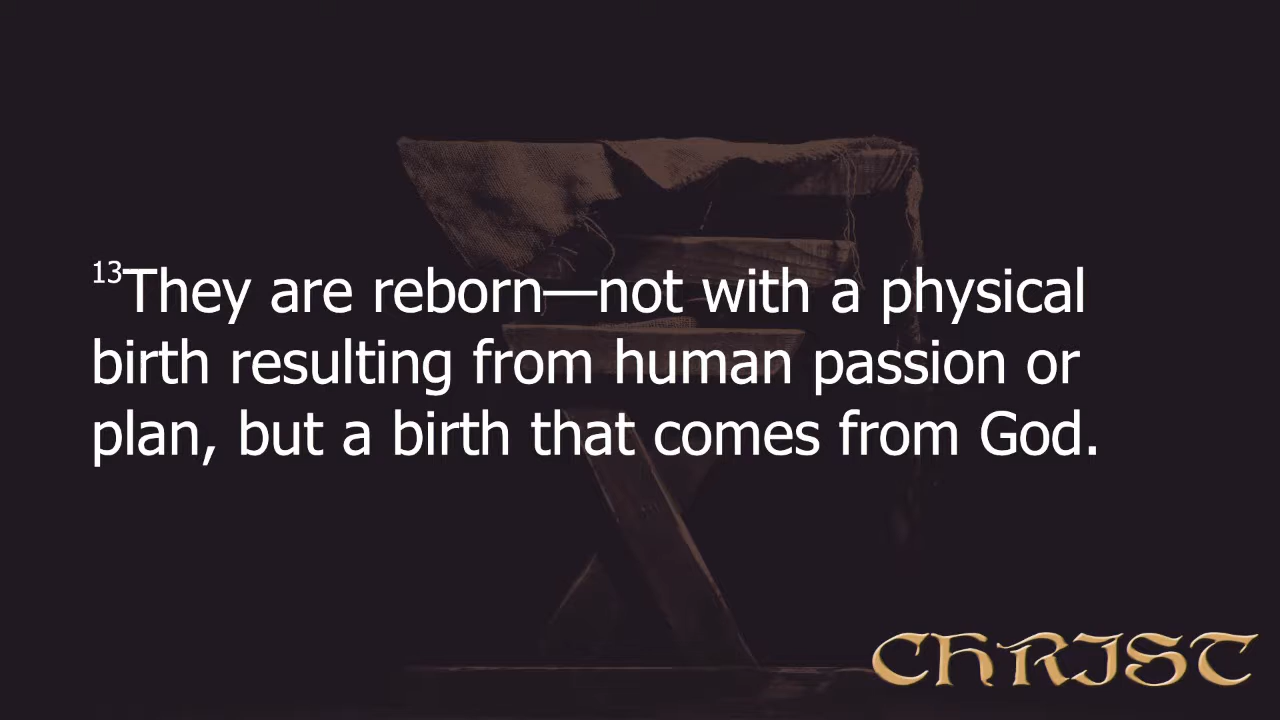 13They are reborn—not with a physical
birth resulting from human passion or
plan, but a birth that comes from God.
CHRIST